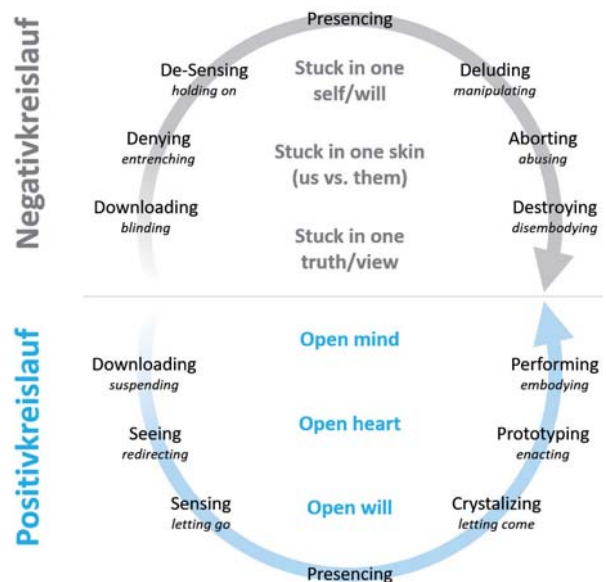 Negativkreislauf
Presencing
De-Sensing
holding on
Stuck in one
self/will
Deluding
manipulating
Denying
entrenching
Stuck in one skin
(us vs. them)
Aborting
abusing
Downloading
blinding
Stuck in one
truth/view
Destroying
disembodying
Positivkreislauf
Open mind
Downloading
suspending
Performing
embodying
Open heart
Seeing
redirecting
Prototyping
enacting
Sensing
letting go
Open will
Crystalizing
letting come
Presencing